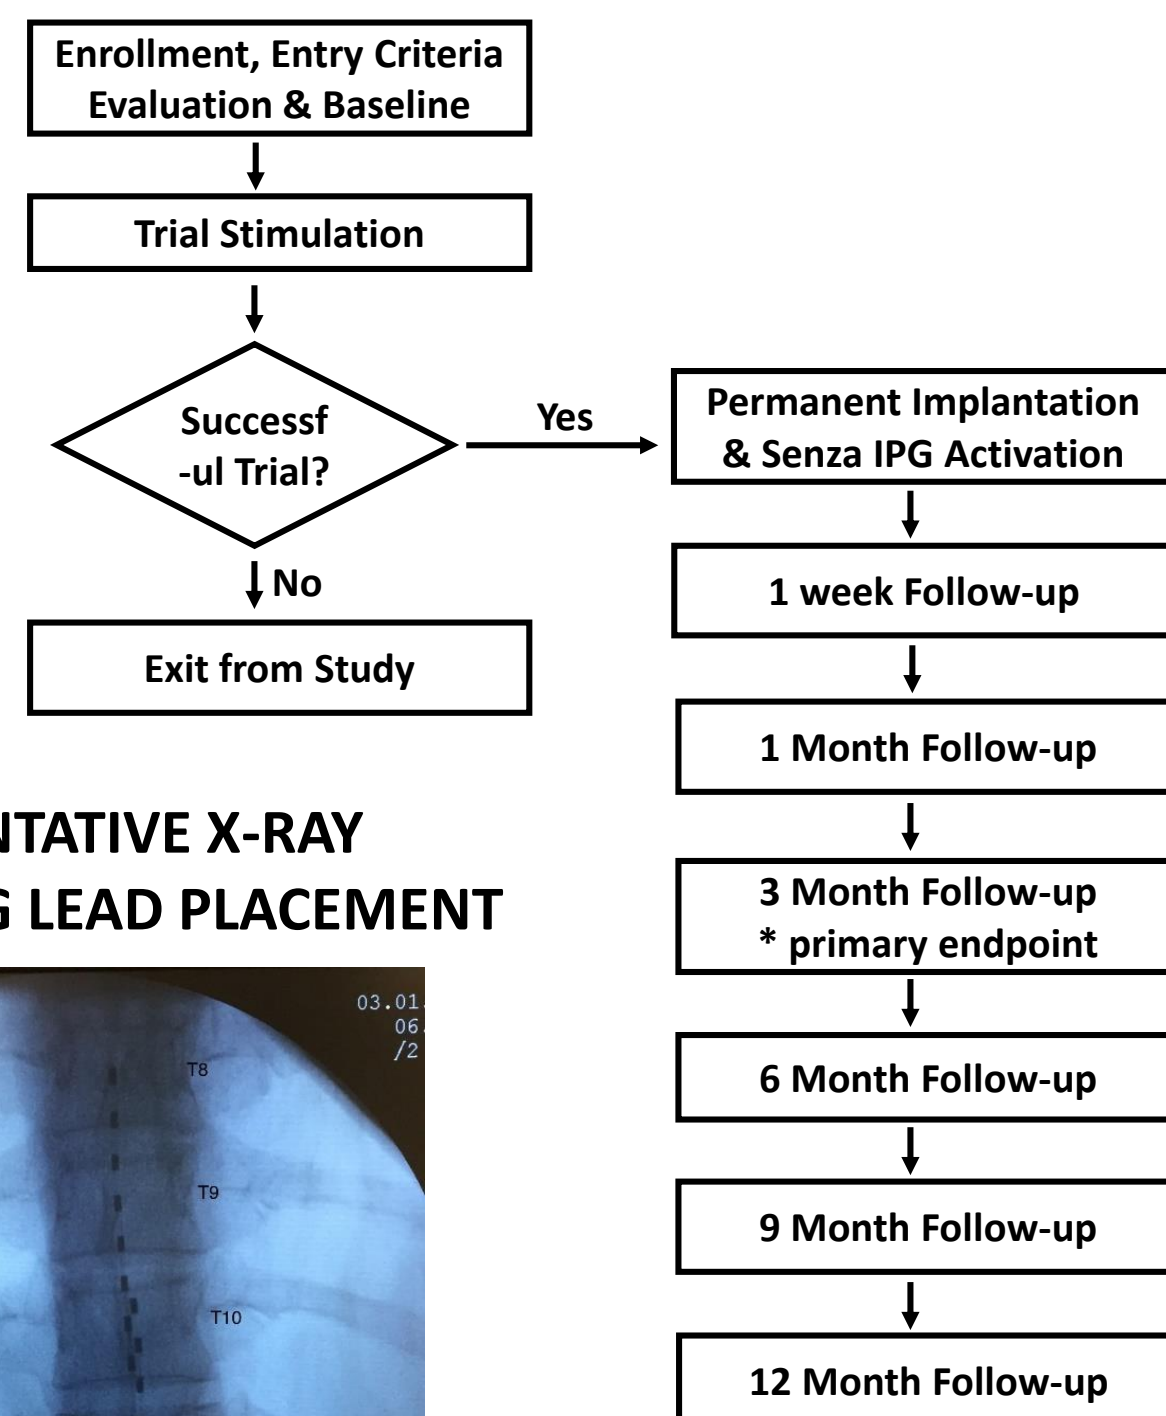 Enrollment, Entry Criteria
Evaluation & Baseline
Trial Stimulation
Successf
-ul Trial?
Yes
No
Exit from Study
Permanent Implantation
& Senza IPG Activation
1 week Follow-up
1 Month Follow-up
3 Month Follow-up
* primary endpoint
6 Month Follow-up
9 Month Follow-up
12 Month Follow-up
NTATIVE X-RAY
G LEAD PLACEMENT
03.01.
06.
/2
T8
T9
T10